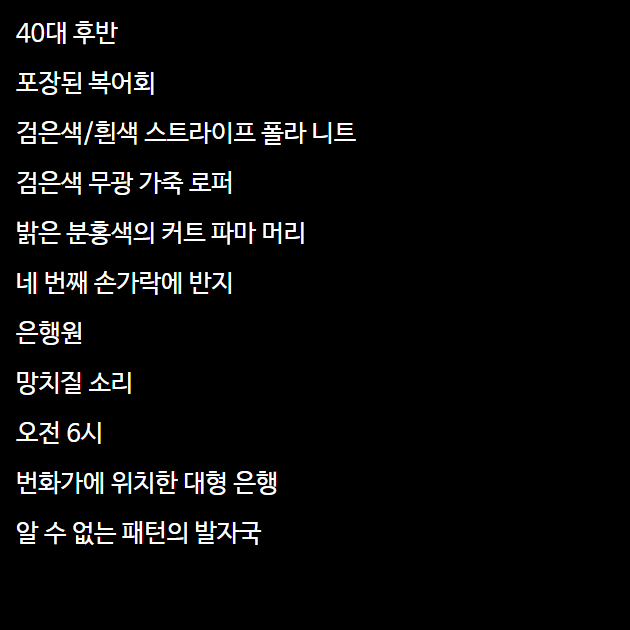 40대 후반
포장된 복어회
검은색/흰색 스트라이프 폴라 니트
검은색 무광 가죽 로퍼
밝은 분홍색의 커트 파마 머리
네 번째 손가락에 반지
은행원
망치질 소리
오전 6시
번화가에 위치한 대형 은행
알 수 없는 패턴의 발자국